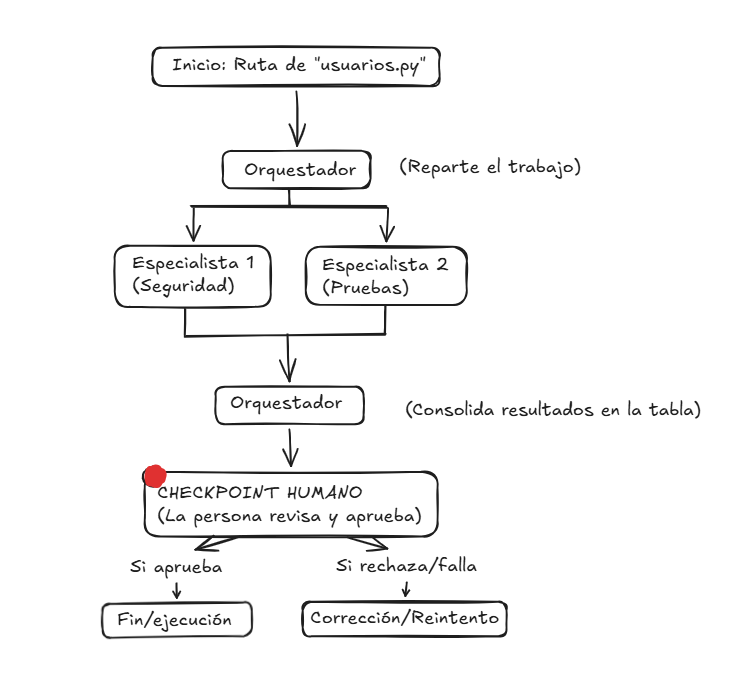 Inicio: Ruta de "usuarios.py"
Orquestador
(Reparte el trabajo)
Especialista 1
(Seguridad)
Especialista 2
(Pruebas)
Orquestador
(Consolida resultados en la tabla)
CHECKPOINT HUMANO
(La persona revisa y aprueba)
Si aprueba
Si rechaza/falla
Fin/ejecución
Corrección/Reintento